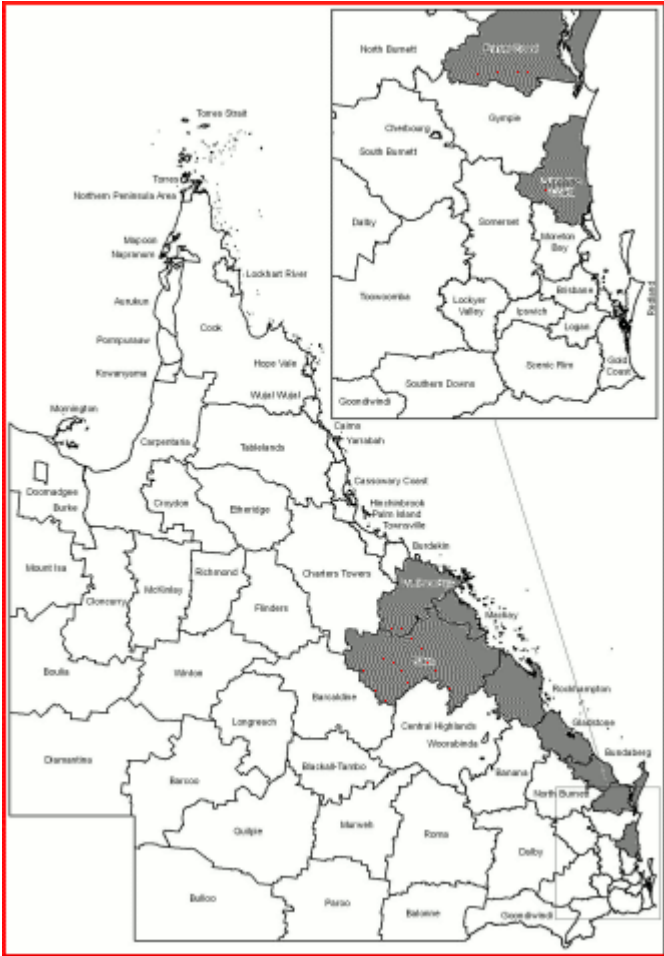 North Burnett
Fraser Coast
Gympie
Cherbourg
South Burnett
Dalby
Somerset
Moreton
Bay
Toowoomba
Brisbane
Lockyer
Valley
Ipswich
Logan
Redland
Scenic Rim
Gold
Coast
Southern Downs
Goondiwindi
Torres Strait
Torres
Northern Peninsula Area
Mapoon
Napranum
Lockhart River
Aurukun
Cook
Pormpuraaw
Hope Vale
Kowanyama
Wujal Wujal
Mornington
Cairns
Carpentaria
Yarrabah
Tablelands
Cassowary Coast
Doomadgee
Croydon
Hinchinbrook
Burke
Etheridge
Palm Island
Townsville
Burdekin
Mount Isa
Richmond
Charters Towers
McKinlay
Cloncurry
Flinders
Mackay
Boulia
Winton
Isaac
Barcaldine
Rockhampton
Longreach
Central Highlands
Gladstone
Woorabinda
Bundaberg
Diamantina
Blackall-Tambo
Barcoo
Banana
North Burnett
Quilpie
Murweh
Roma
Dalby
Bulloo
Paroo
Balonne
Goondiwindi